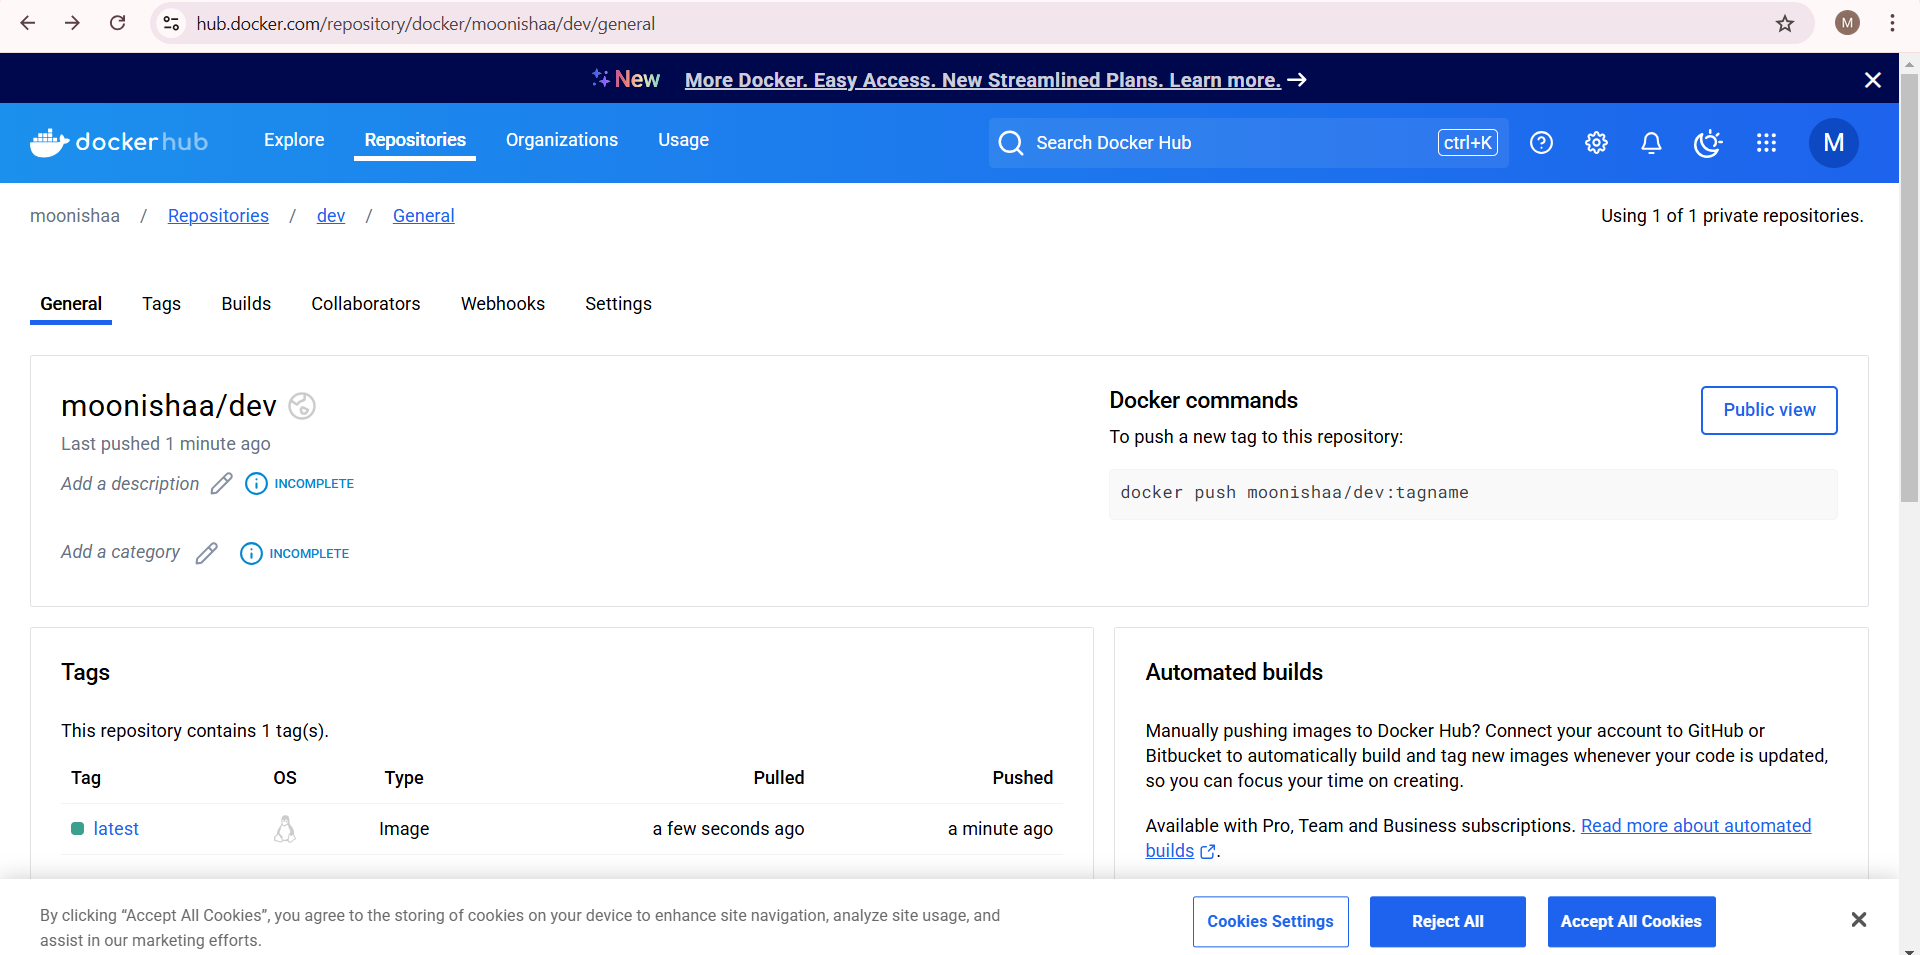 hub.docker.com/repository/docker/moonishaa/dev/general
M
New More Docker. Easy Access. New Streamlined Plans. Learn more. →
dockerhub
Explore
Repositories
Organizations
Usage
Search Docker Hub
ctrl+K
M
moonishaa / Repositories / dev / General
Using 1 of 1 private repositories.
General
Tags
Builds
Collaborators
Webhooks
Settings
moonishaa/dev
Last pushed 1 minute ago
Add a description
INCOMPLETE
Add a category
INCOMPLETE
Docker commands
To push a new tag to this repository:
Public view
docker push moonishaa/dev:tagname
Tags
This repository contains 1 tag(s).
Tag OS Type Pulled Pushed
latest Image a few seconds ago a minute ago
Automated builds
Manually pushing images to Docker Hub? Connect your account to GitHub or
Bitbucket to automatically build and tag new images whenever your code is updated,
so you can focus your time on creating.
Available with Pro, Team and Business subscriptions. Read more about automated
builds.
By clicking “Accept All Cookies”, you agree to the storing of cookies on your device to enhance site navigation, analyze site usage, and
assist in our marketing efforts.
Cookies Settings
Reject All
Accept All Cookies